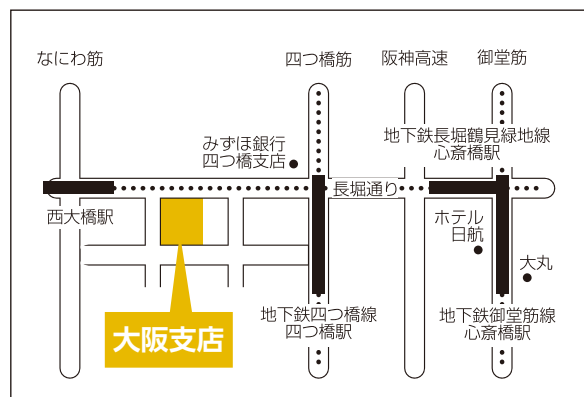 なにわ筋
四つ橋筋
阪神高速
御堂筋
みずほ銀行
四つ橋支店
地下鉄長堀鶴見緑地線
心斎橋駅
長堀通り
西大橋駅
ホテル
日航
大丸
大阪支店
地下鉄四つ橋線
四つ橋駅
地下鉄御堂筋線
心斎橋駅